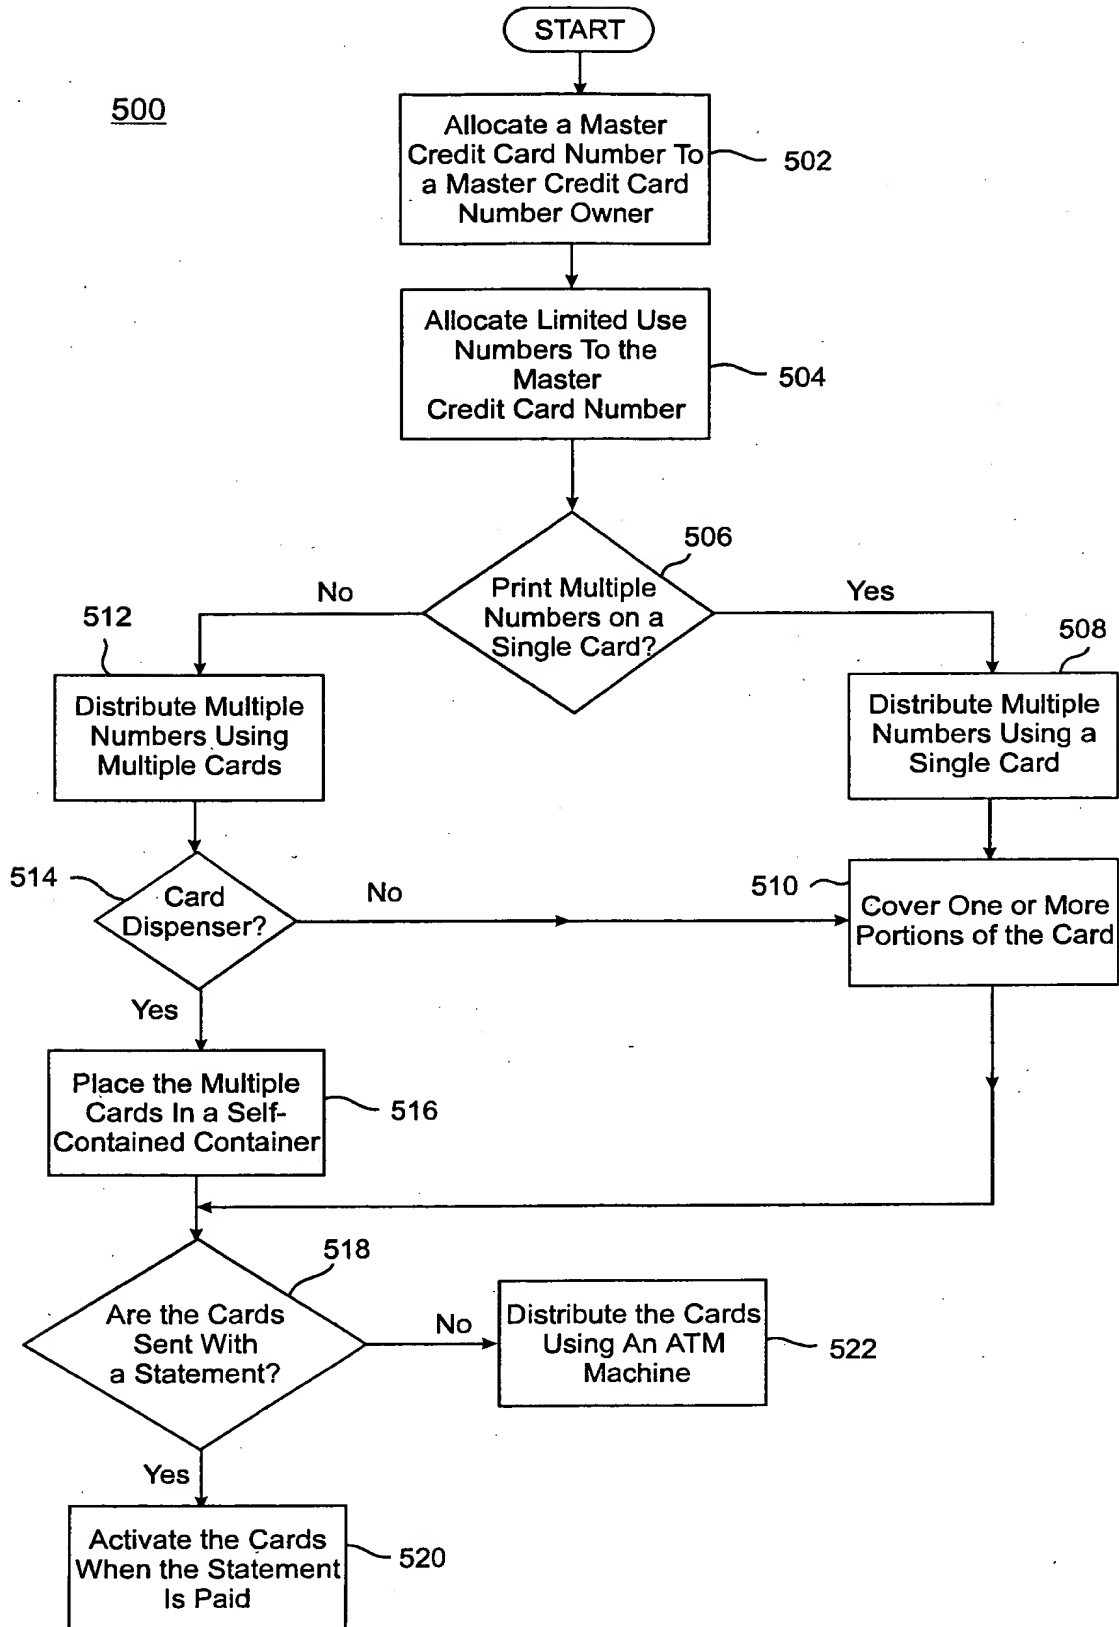 START
500
Allocate a Master
Credit Card Number To
a Master Credit Card
Number Owner
502
Allocate Limited Use
Numbers To the
Master
Credit Card Number
504
506
Print Multiple
Numbers on a
Single Card?
No
Yes
512
Distribute Multiple
Numbers Using
Multiple Cards
508
Distribute Multiple
Numbers Using a
Single Card
514
Card
Dispenser?
No
510
Cover One or More
Portions of the Card
Yes
Place the Multiple
Cards In a Self-
Contained Container
516
518
Are the Cards
Sent With
a Statement?
No
Distribute the Cards
Using An ATM
Machine
522
Yes
Activate the Cards
When the Statement
Is Paid
520